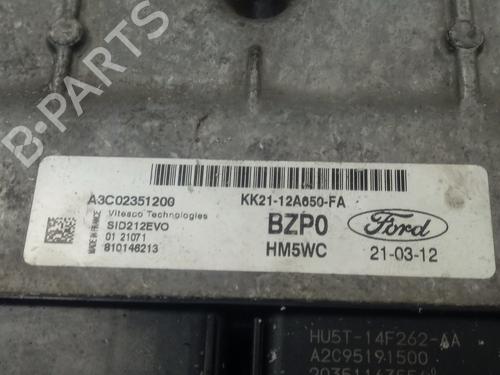 B-PARTS
A3C02351200
KK21-12A650-FA
Vitesco Technologies
SID212EVO
BZP0
Ford
01 21071
810146213
HM5WC
21-03-12
MADE IN FRANCE
HU5T-14F262-AA
A2C95191500